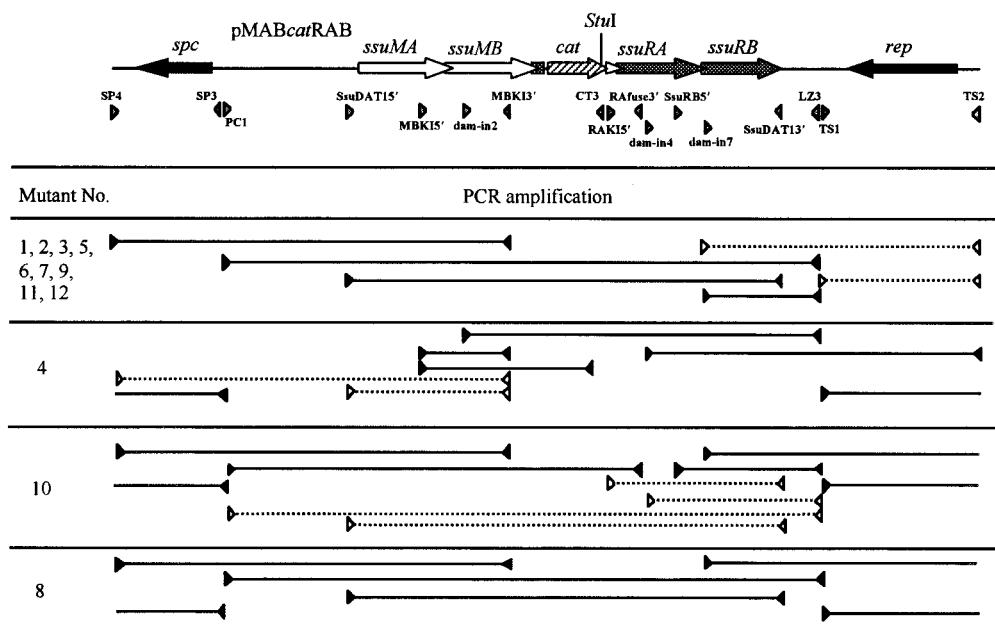 pMABcatRAB
StuI
spc
ssuMA
ssuMB
cat
ssuRA
ssuRB
rep
SP4
SP3
PC1
SsuDAT15'
MBKI5'
dam-in2
MBKI3'
CT3
RAKI5'
RAfuse3'
dam-in4
SsuRB5'
dam-in7
SsuDAT13'
LZ3
TS1
TS2
Mutant No.
PCR amplification
1, 2, 3, 5,
6, 7, 9,
11, 12
4
10
8